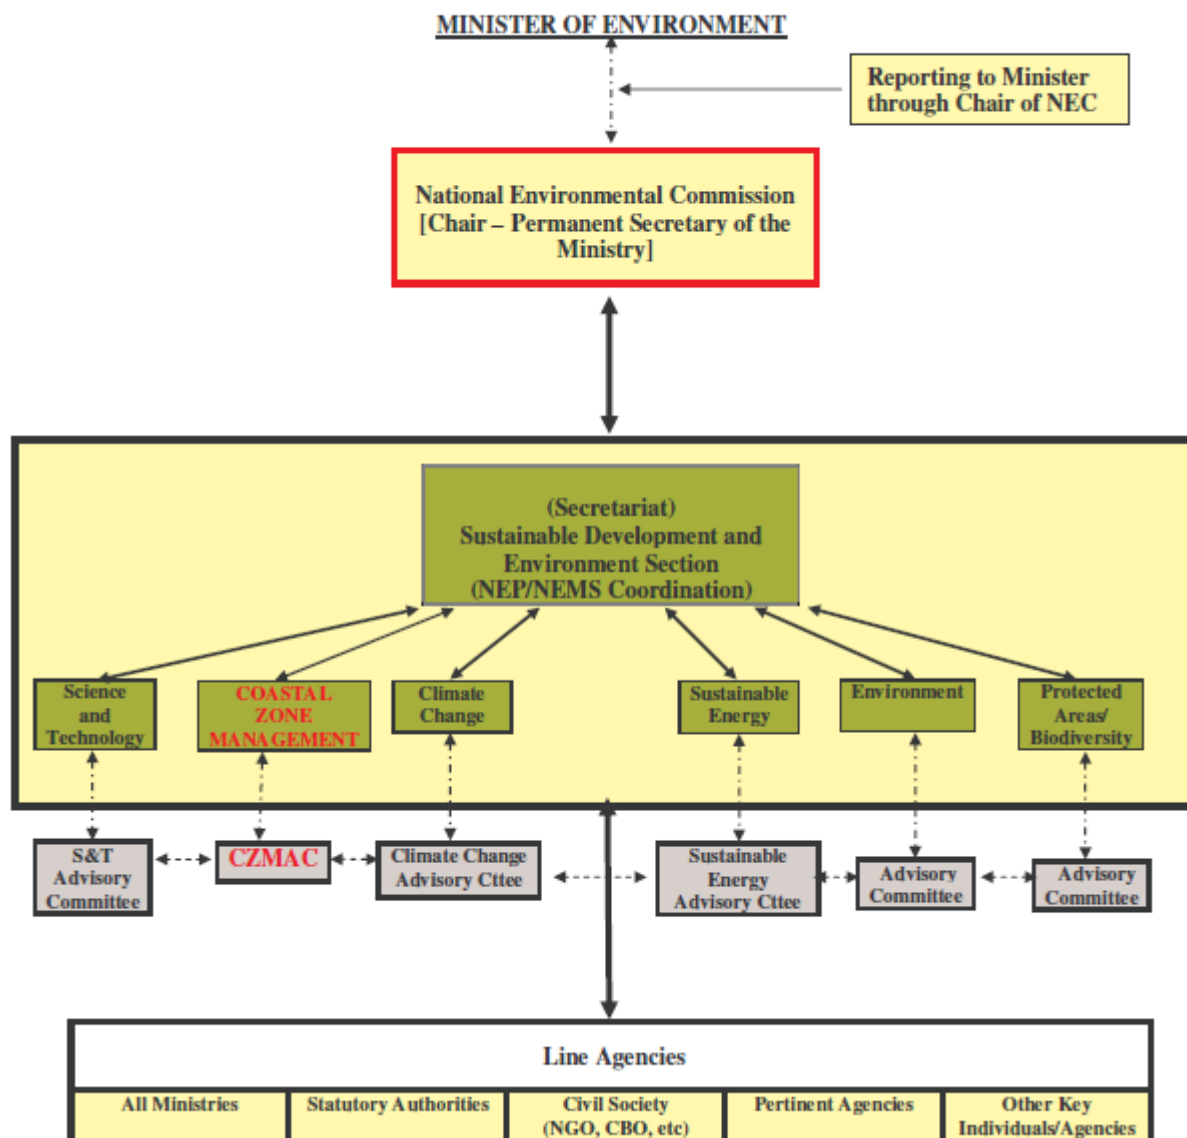 MINISTER OF ENVIRONMENT
Reporting to Minister
through Chair of NEC
National Environmental Commission
[Chair – Permanent Secretary of the
Ministry]
(Secretariat)
Sustainable Development and
Environment Section
(NEP/NEMS Coordination)
Science
and
Technology
COASTAL
ZONE
MANAGEMENT
Climate
Change
Sustainable
Energy
Environment
Protected
Areas/
Biodiversity
S&T
Advisory
Committee
CZMAC
Climate Change
Advisory Cttee
Sustainable
Energy
Advisory Cttee
Advisory
Committee
Advisory
Committee
Line Agencies
All Ministries
Statutory Authorities
Civil Society
(NGO, CBO, etc)
Pertinent Agencies
Other Key
Individuals/Agencies